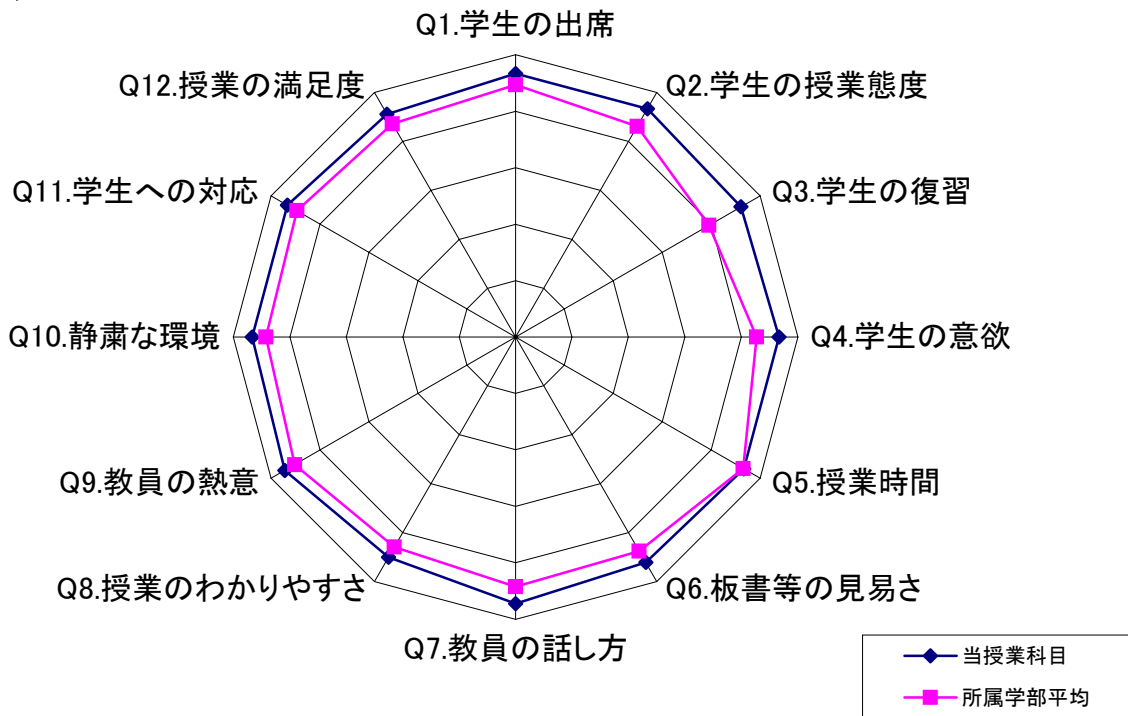 Q1.学生の出席
Q2.学生の授業態度
Q3.学生の復習
Q4.学生の意欲
Q5.授業時間
Q6.板書等の見易さ
Q7.教員の話し方
Q8.授業のわかりやすさ
Q9.教員の熱意
Q10.静粛な環境
Q11.学生への対応
Q12.授業の満足度
当授業科目
所属学部平均